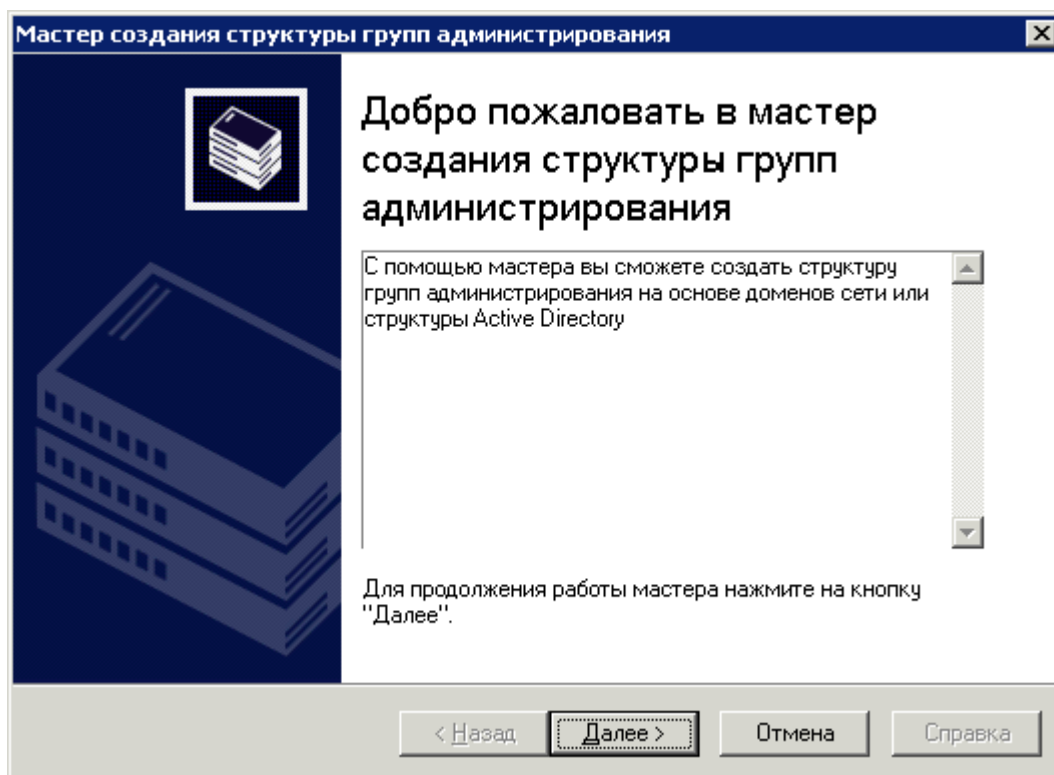 Мастер создания структуры групп администрирования
Добро пожаловать в мастер
создания структуры групп
администрирования
С помощью мастера вы сможете создать структуру
групп администрирования на основе доменов сети или
структуры Active Directory
Для продолжения работы мастера нажмите на кнопку
"Далее".
< Назад Далее > Отмена Справка